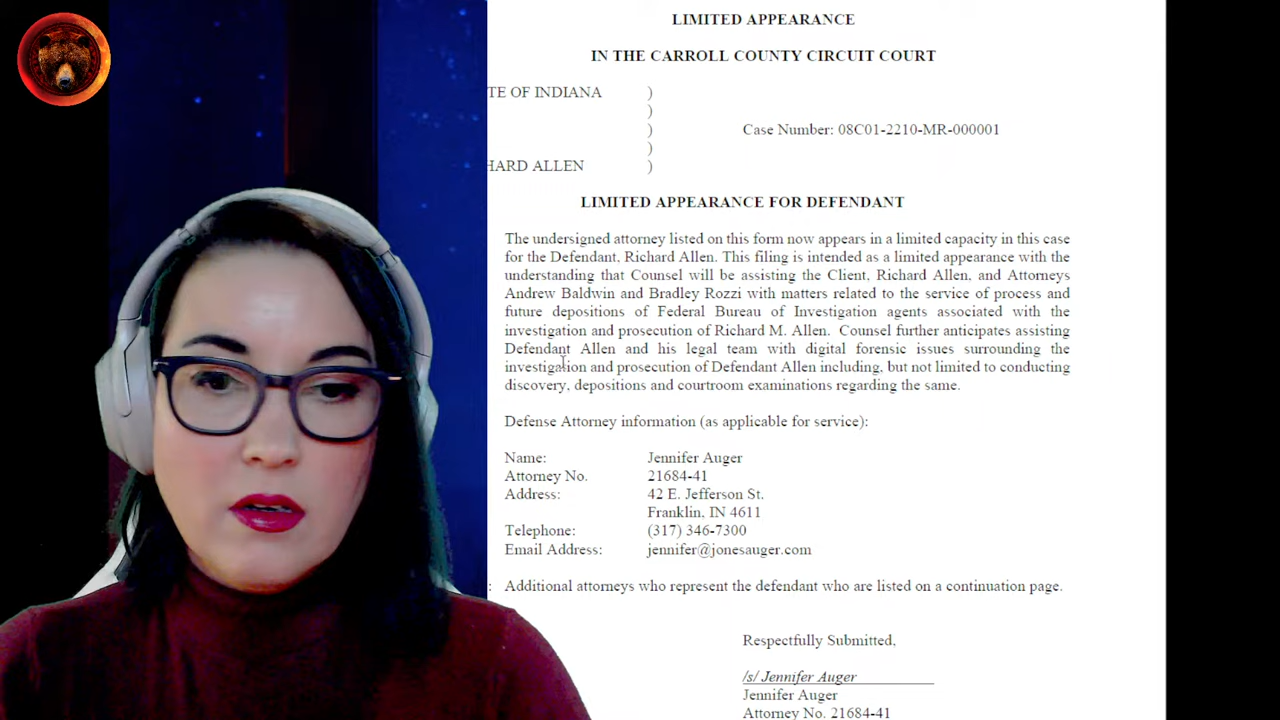 LIMITED APPEARANCE
IN THE CARROLL COUNTY CIRCUIT COURT
TE OF INDIANA )
)
) Case Number: 08C01-2210-MR-000001
)
HARD ALLEN )
LIMITED APPEARANCE FOR DEFENDANT
The undersigned attorney listed on this form now appears in a limited capacity in this case
for the Defendant, Richard Allen. This filing is intended as a limited appearance with the
understanding that Counsel will be assisting the Client, Richard Allen, and Attorneys
Andrew Baldwin and Bradley Rozzi with matters related to the service of process and
future depositions of Federal Bureau of Investigation agents associated with the
investigation and prosecution of Richard M. Allen. Counsel further anticipates assisting
Defendant Allen and his legal team with digital forensic issues surrounding the
investigation and prosecution of Defendant Allen including, but not limited to conducting
discovery, depositions and courtroom examinations regarding the same.
Defense Attorney information (as applicable for service):
Name: Jennifer Auger
Attorney No. 21684-41
Address: 42 E. Jefferson St.
Franklin, IN 4611
Telephone: (317) 346-7300
Email Address: jennifer@jonesauger.com
: Additional attorneys who represent the defendant who are listed on a continuation page.
Respectfully Submitted,
/s/ Jennifer Auger
Jennifer Auger
Attorney No. 21684-41